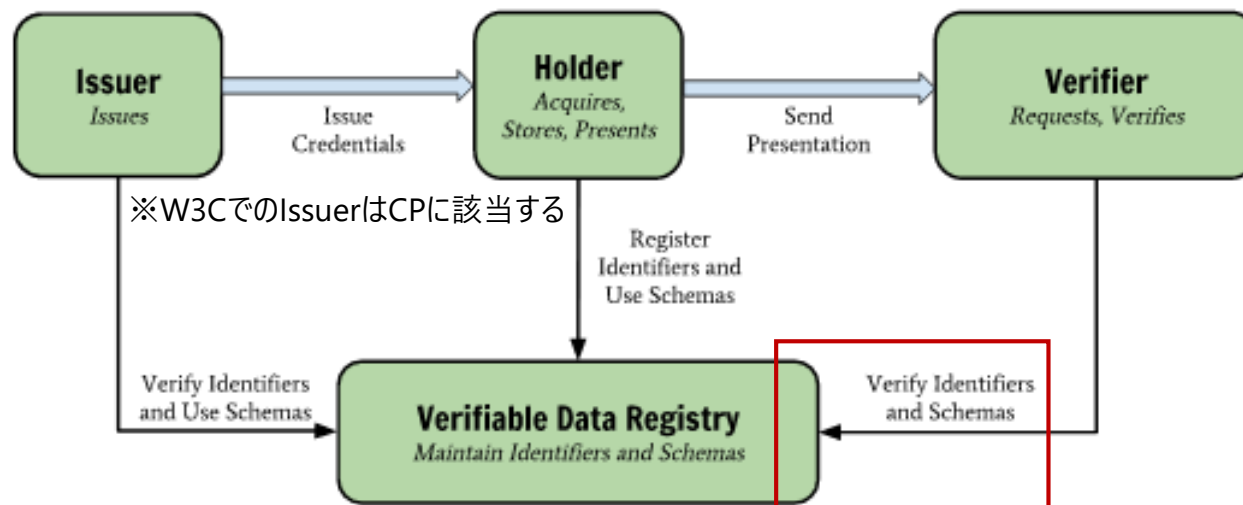 Issuer
Issues
Issue
Credentials
Holder
Acquires,
Stores, Presents
Send
Presentation
Verifier
Requests, Verifies
※W3CでのIssuerはCPに該当する
Register
Identifiers and
Use Schemas
Verify Identifiers
and Use Schemas
Verifiable Data Registry
Maintain Identifiers and Schemas
Verify Identifiers
and Schemas